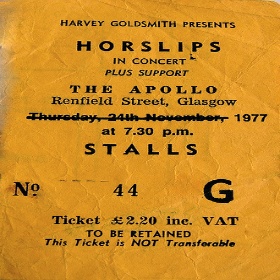 HARVEY GOLDSMITH PRESENTS
HORSLIPS
IN CONCERT
PLUS SUPPORT
THE APOLLO
Renfield Street, Glasgow
Thursday, 24th November, 1977
at 7.30 p.m.
STALLS
No 44 G
Ticket £2.20 inc. VAT
TO BE RETAINED
This Ticket is NOT Transferable